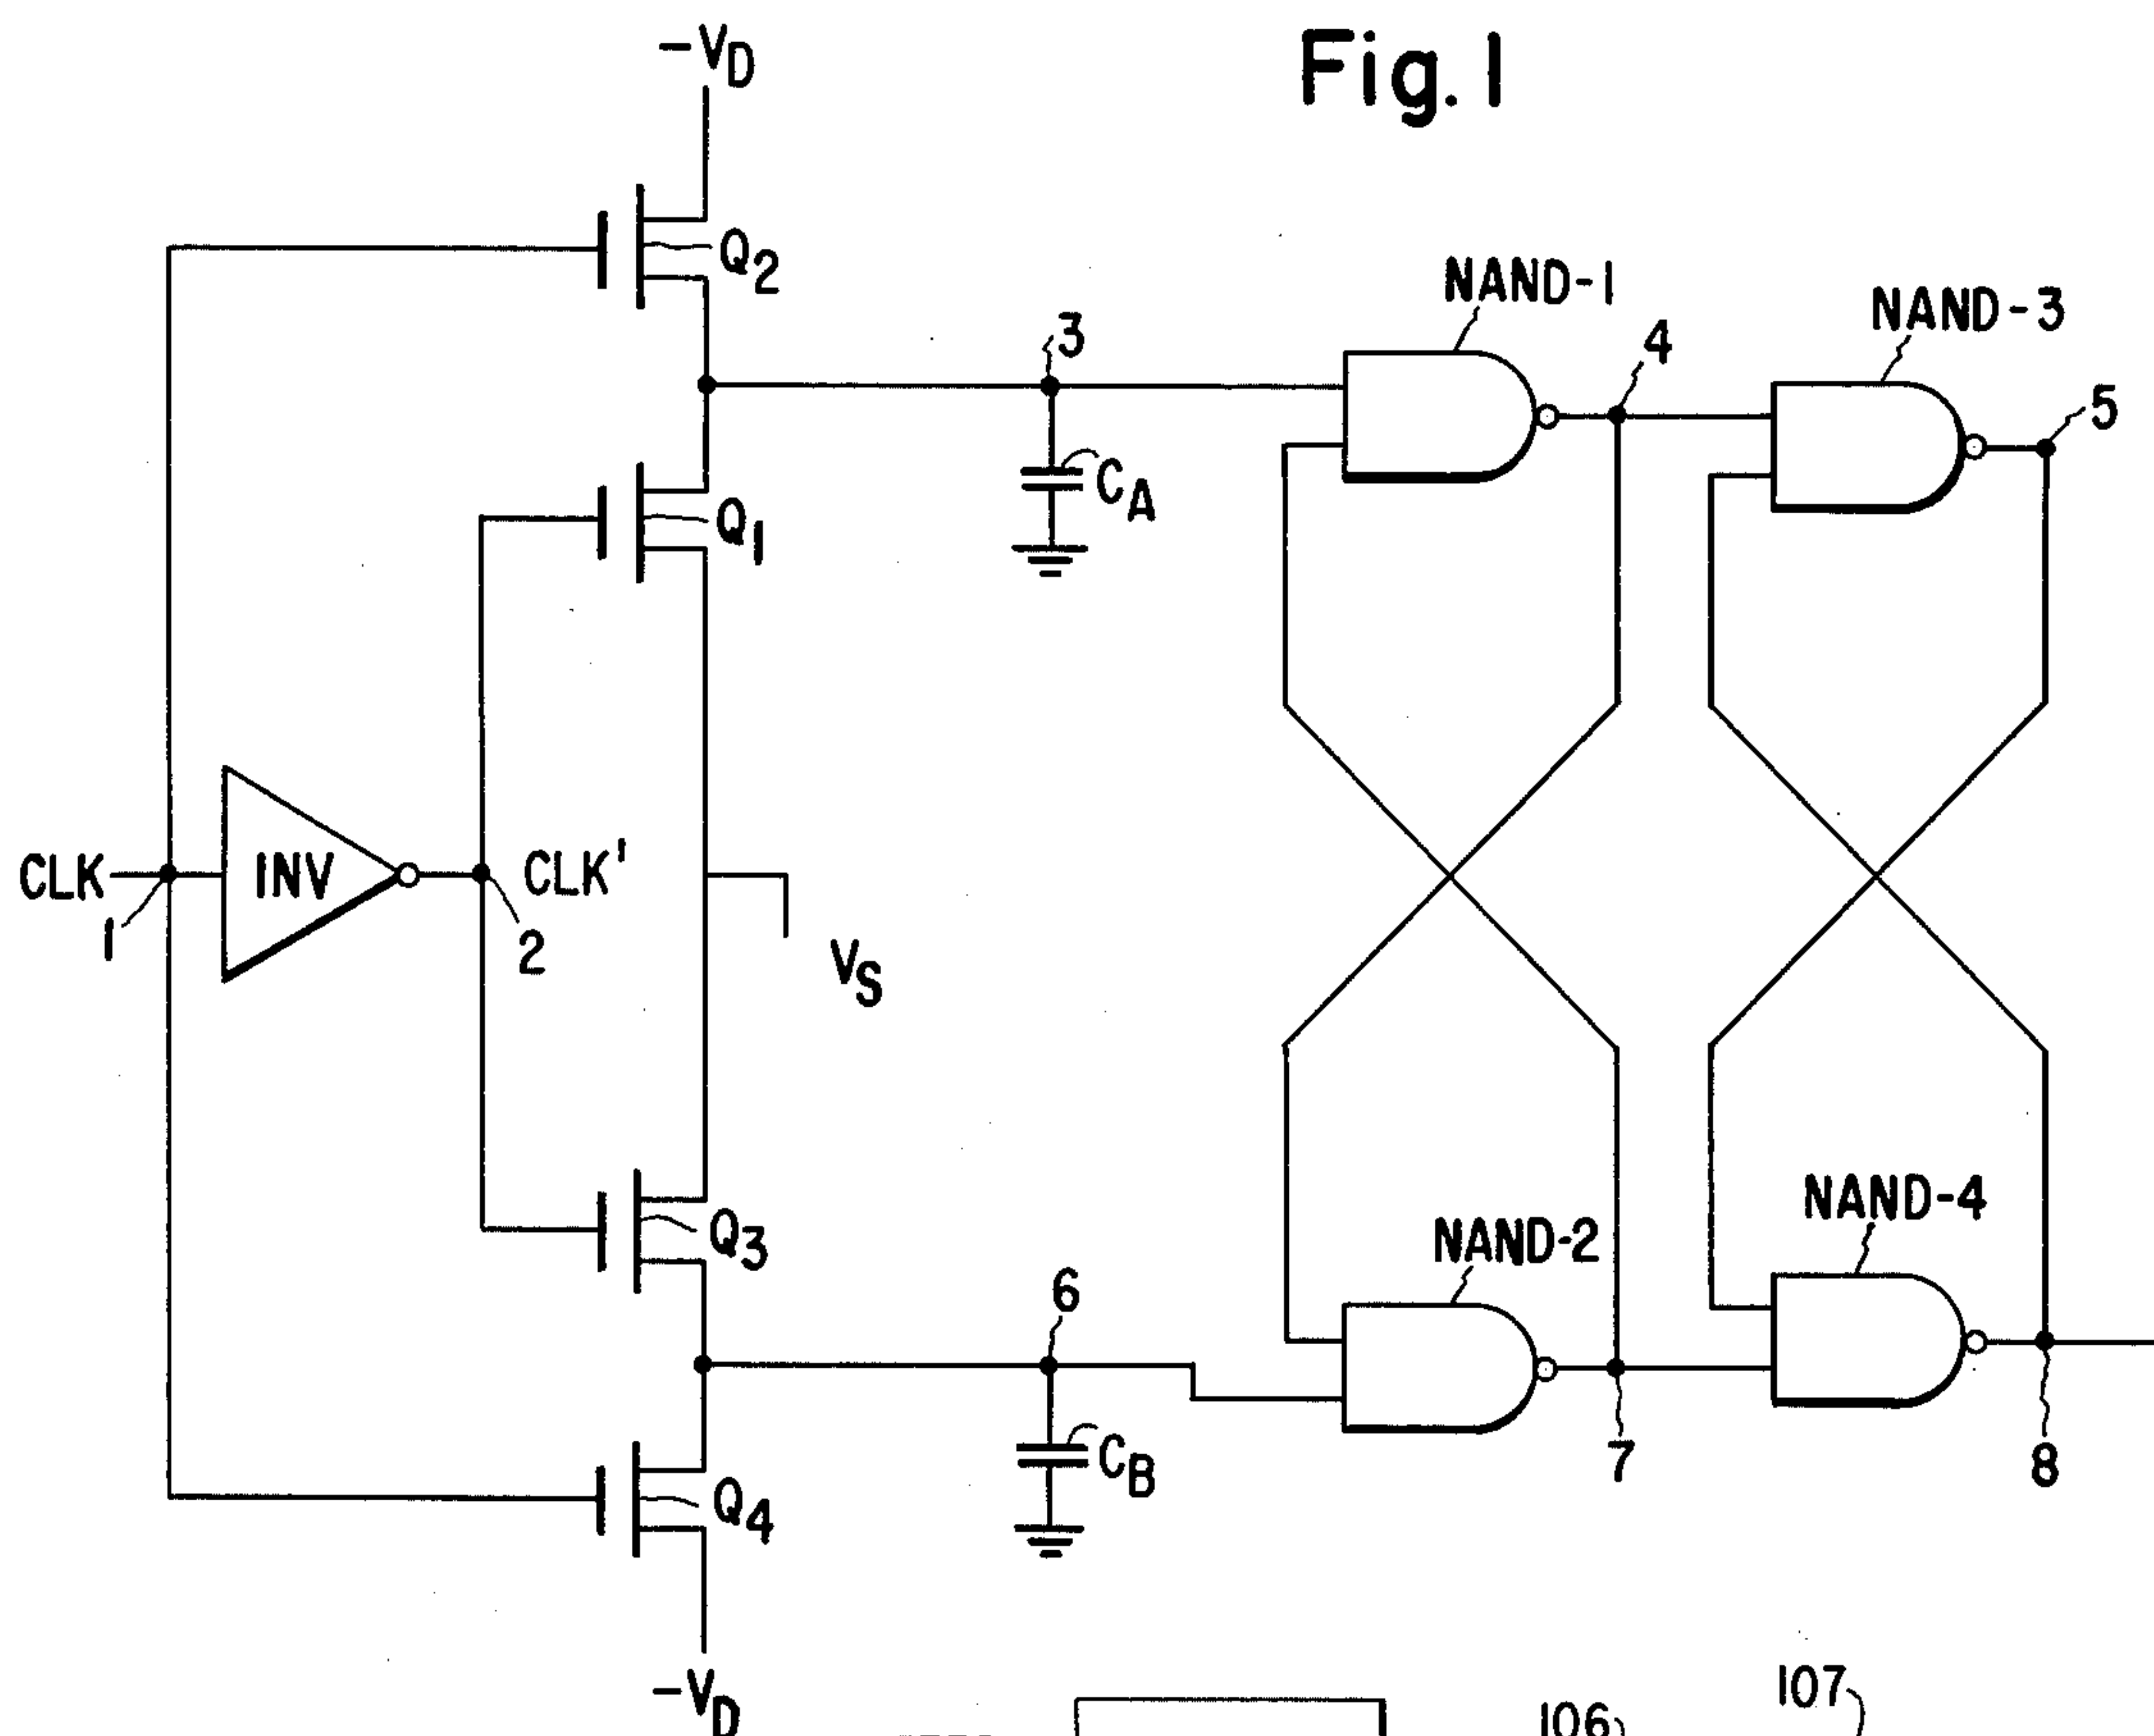 Fig. 1
-VD
Q2
NAND-1
NAND-3
3
4
5
CA
Q1
CLK
INV
CLK'
1
2
VS
NAND-4
Q3
NAND-2
6
CB
7
8
Q4
-VD
106
107